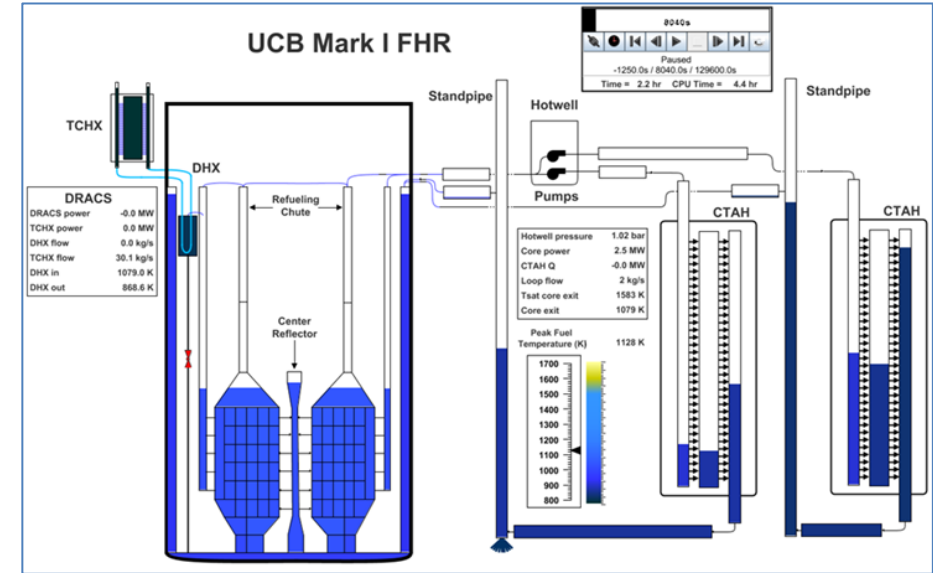 UCB Mark I FHR
8040s
Paused
-1250.0s / 8040.0s / 129600.0s
Time = 2.2 hr CPU Time = 4.4 hr
Standpipe
Hotwell
Standpipe
TCHX
DHX
Refueling
Chute
Pumps
CTAH
CTAH
DRACS
DRACS power -0.0 MW
TCHX power 0.0 MW
DHX flow 0.0 kg/s
TCHX flow 30.1 kg/s
DHX in 1079.0 K
DHX out 868.6 K
Hotwell pressure 1.02 bar
Core power 2.5 MW
CTAH Q -0.0 MW
Loop flow 2 kg/s
Tsat core exit 1583 K
Core exit 1079 K
Center
Reflector
Peak Fuel
Temperature (K) 1128 K
1700
1600
1500
1400
1300
1200
1100
1000
900
800